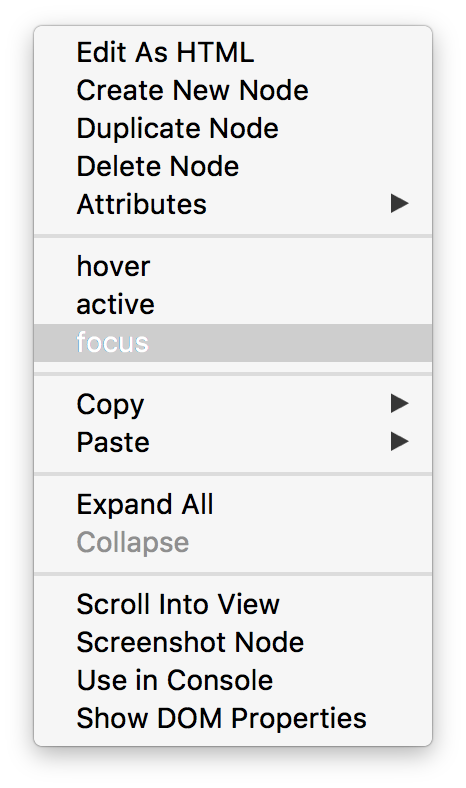 Edit As HTML
Create New Node
Duplicate Node
Delete Node
Attributes
hover
active
focus
Copy
Paste
Expand All
Collapse
Scroll Into View
Screenshot Node
Use in Console
Show DOM Properties